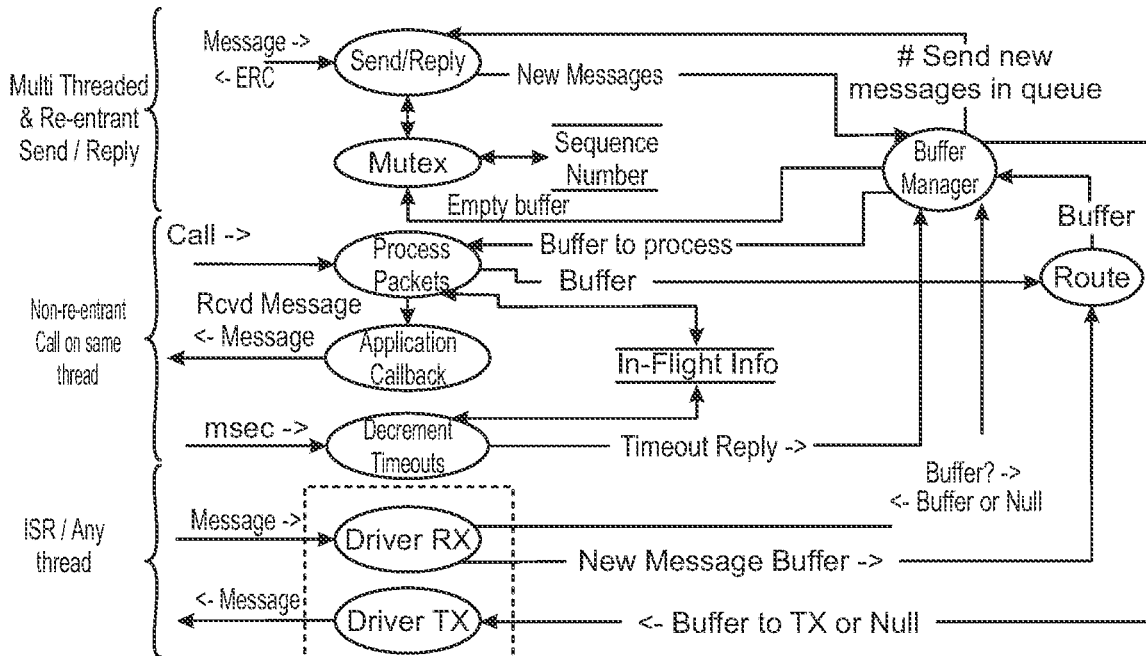 Message ->
<- ERC
Send/Reply
New Messages
# Send new
messages in queue
Multi Threaded
& Re-entrant
Send / Reply
Mutex
Sequence
Number
Buffer
Manager
Empty buffer
Call ->
Process
Packets
Buffer to process
Buffer
Buffer
Route
Non-re-entrant
Call on same
thread
Rcvd Message
<- Message
Application
Callback
In-Flight Info
msec ->
Decrement
Timeouts
Timeout Reply ->
Buffer? ->
<- Buffer or Null
ISR / Any
thread
Message ->
Driver RX
New Message Buffer ->
<- Message
Driver TX
<- Buffer to TX or Null